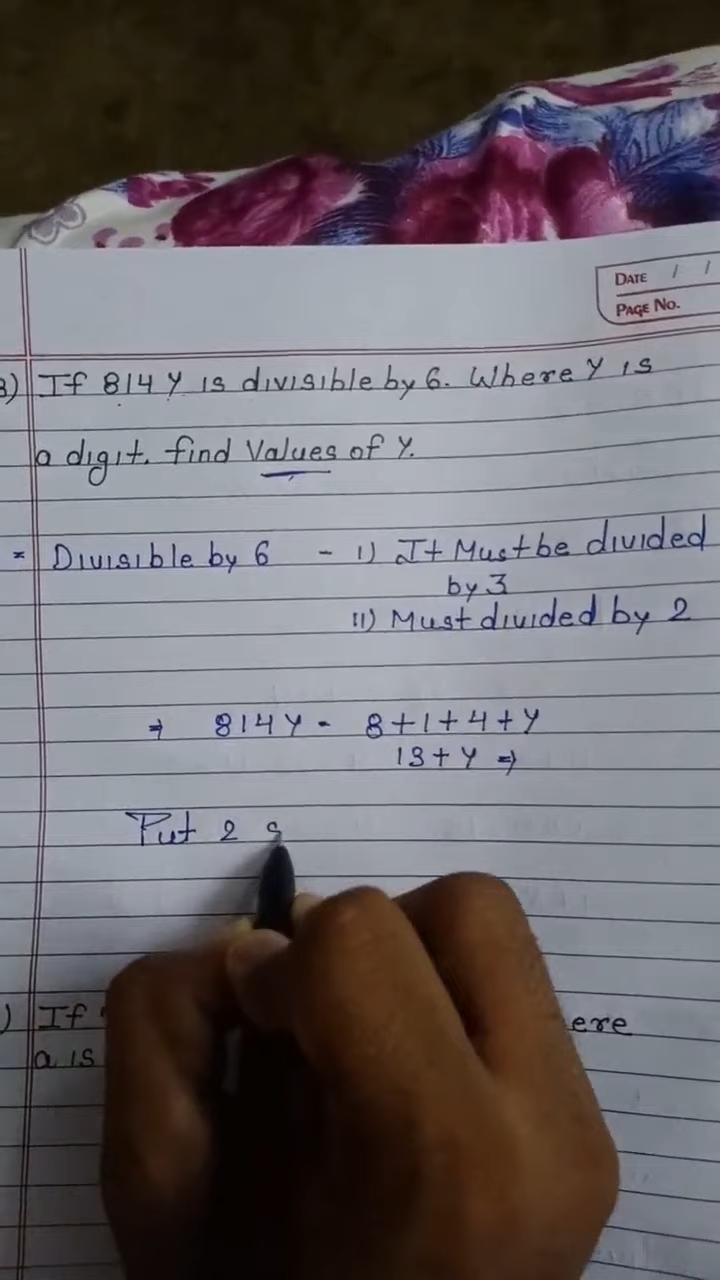 DATE / /
PAGE No.
3) If 814Y is divisible by 6. Where Y is
a digit. find Values of Y.
* Divisible by 6 - i) It Must be divided
by 3
ii) Must divided by 2
⇒ 814Y - 8+1+4+Y
13+Y ⇒
Put 2
) If ere
a is